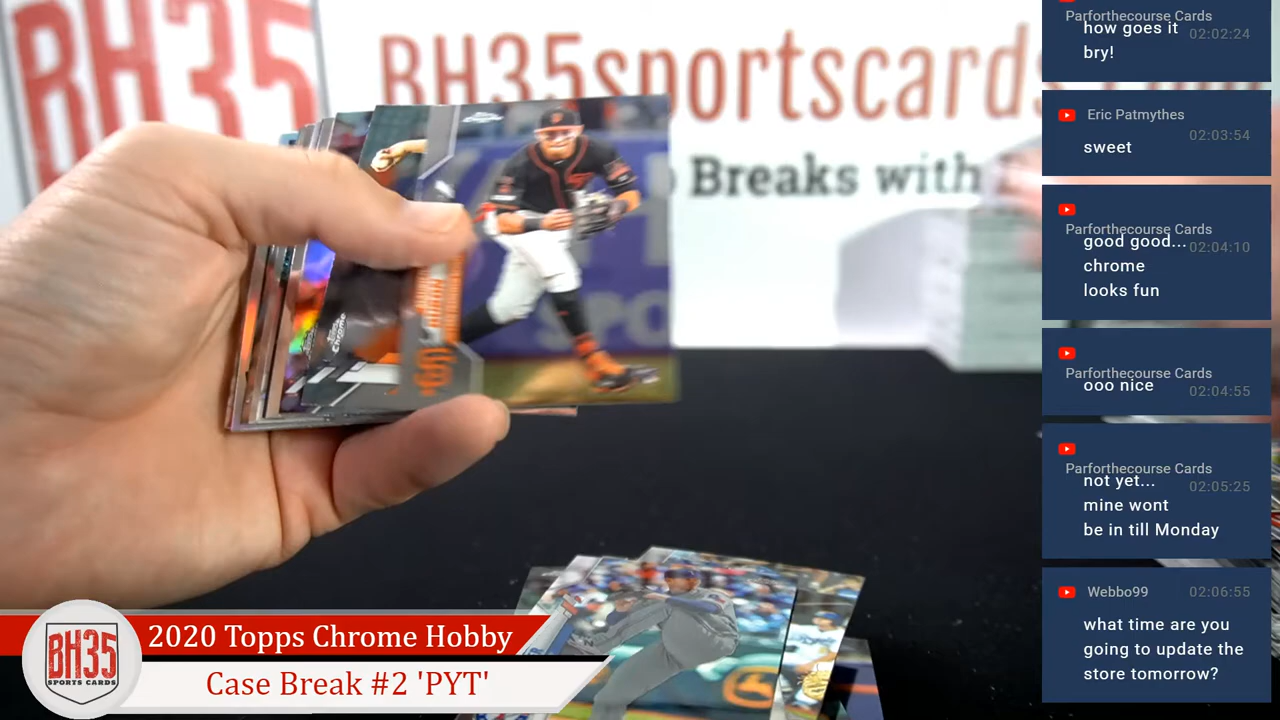 BH35
BH35sportscards.com
Breaks with
Chrome
SF
2020 Topps Chrome Hobby
Case Break #2 'PYT'
BH35
SPORTS CARDS
Parforthecourse Cards
02:02:24
how goes it
bry!
Eric Patmythes
02:03:54
sweet
Parforthecourse Cards
02:04:10
good good...
chrome
looks fun
Parforthecourse Cards
02:04:55
ooo nice
Parforthecourse Cards
02:05:25
not yet...
mine wont
be in till Monday
Webbo99
02:06:55
what time are you
going to update the
store tomorrow?